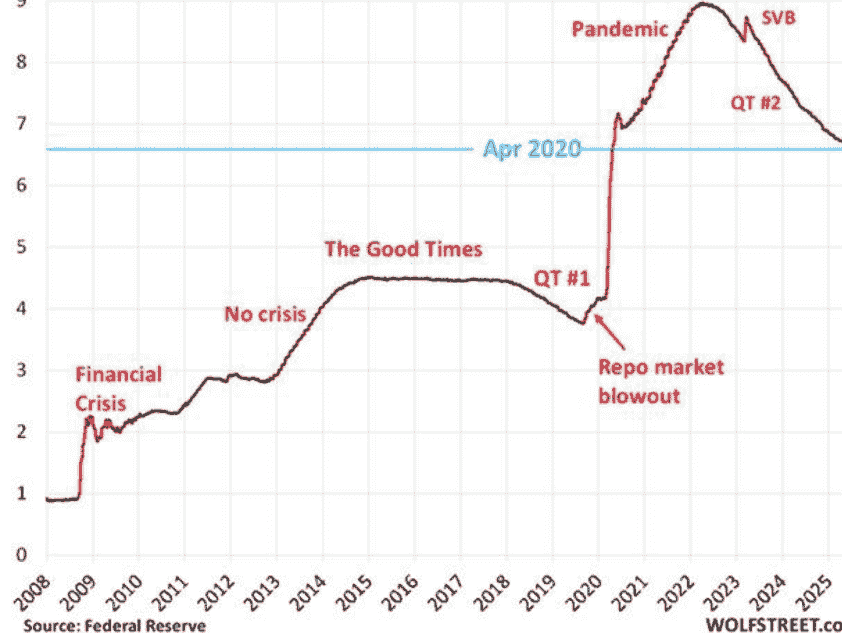 9
Pandemic
SVB
8
QT #2
7
Apr 2020
6
5
The Good Times
QT #1
4
No crisis
3
Financial
Crisis
Repo market
blowout
2
1
0
2008 2009 2010 2011 2012 2013 2014 2015 2016 2017 2018 2019 2020 2021 2022 2023 2024 2025
Source: Federal Reserve
WOLFSTREET.co